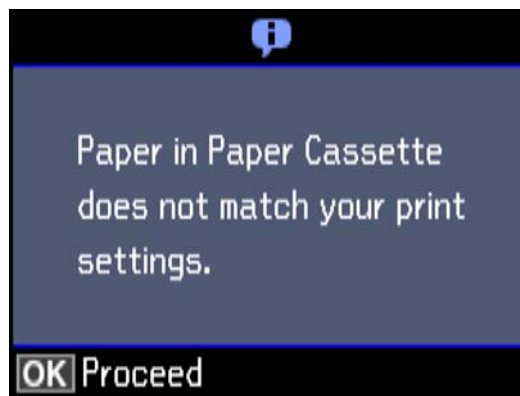 Paper in Paper Cassette
does not match your print
settings.
OK Proceed